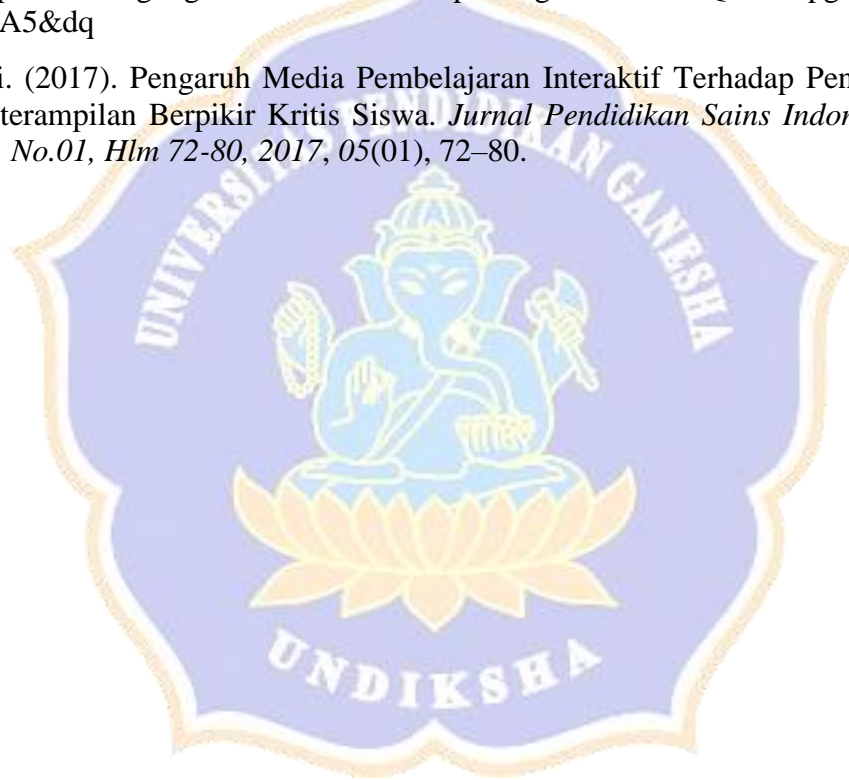 A5&dq
i. (2017). Pengaruh Media Pembelajaran Interaktif Terhadap Pen
terampilan Berpikir Kritis Siswa. Jurnal Pendidikan Sains Indon
No.01, Hlm 72-80, 2017, 05(01), 72–80.
UNIVERSITAS PENDIDIKAN GANESHA
UNDIKSHA